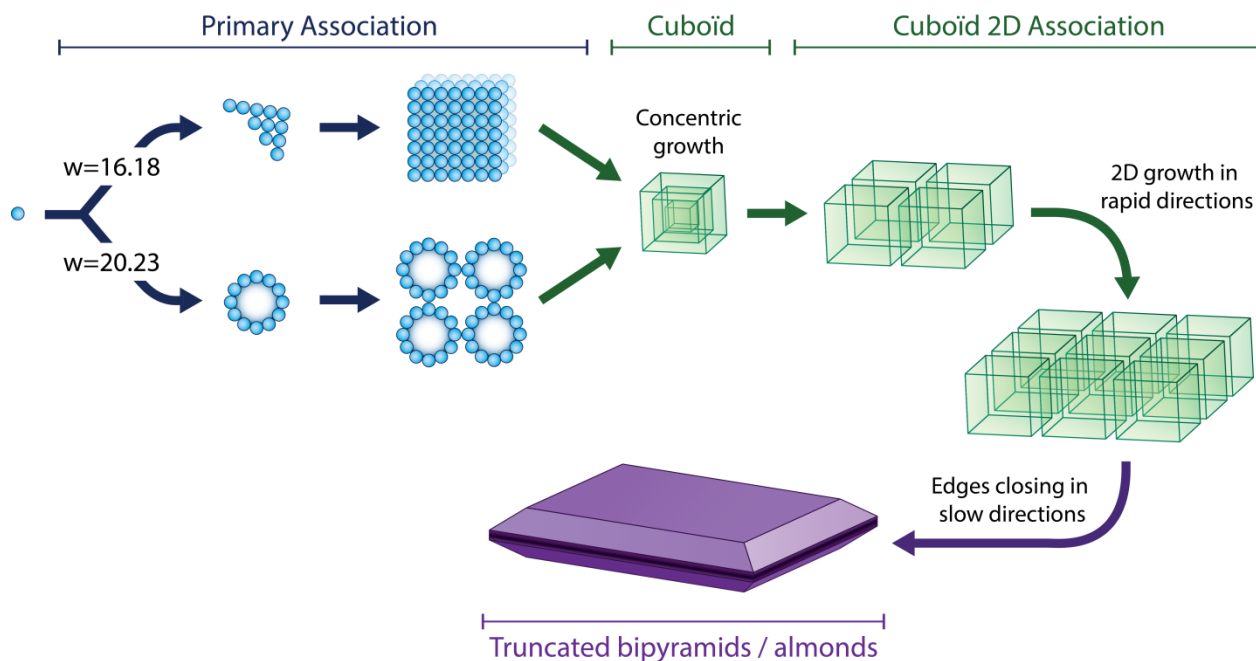 Primary Association
Cuboïd
Cuboïd 2D Association
w=16.18
w=20.23
Concentric
growth
2D growth in
rapid directions
Edges closing in
slow directions
Truncated bipyramids / almonds